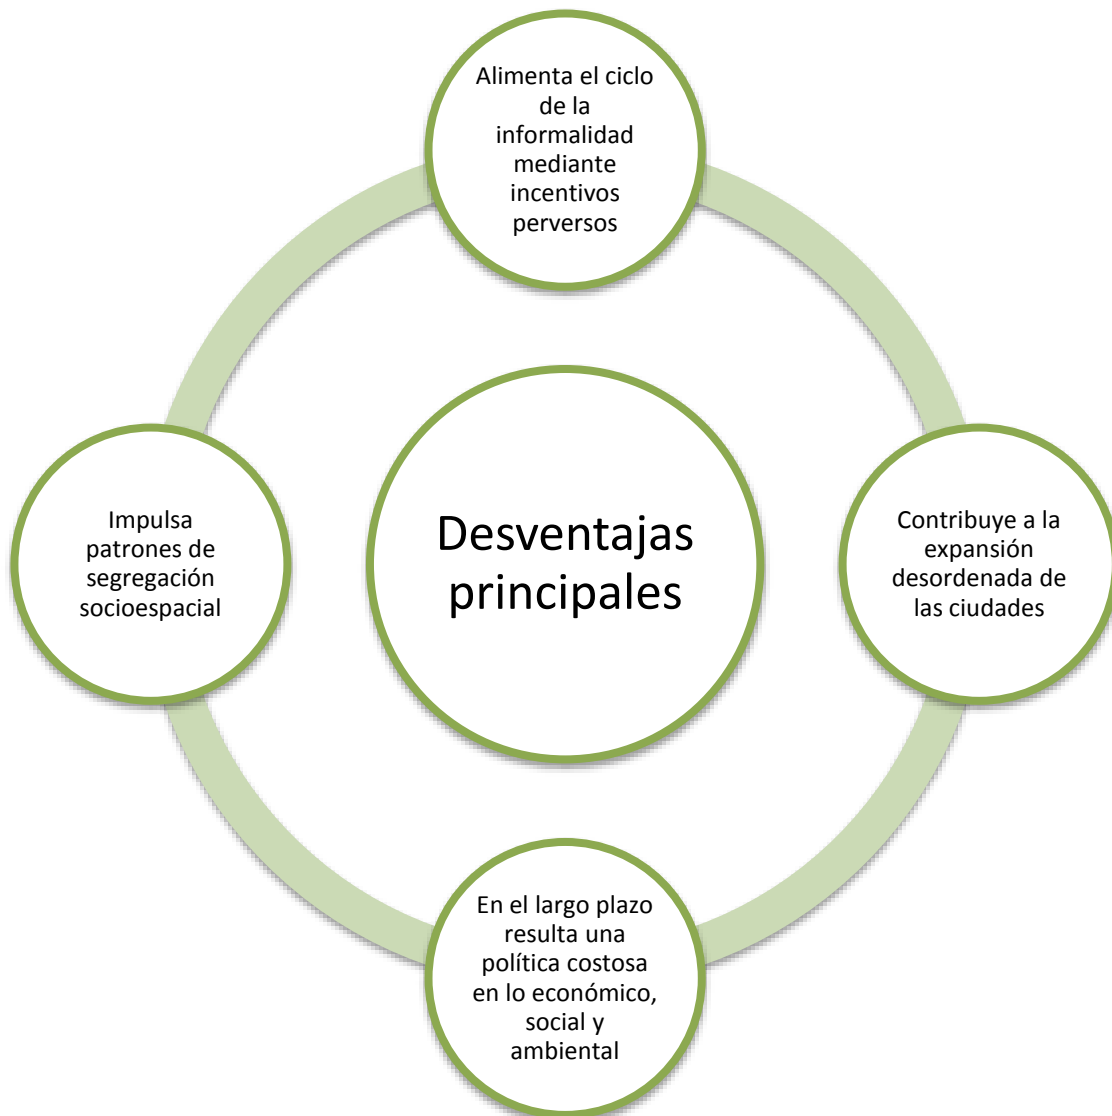 Alimenta el ciclo
de la
informalidad
mediante
incentivos
perversos
Impulsa
patrones de
segregación
socioespacial
Desventajas
principales
Contribuye a la
expansión
desordenada de
las ciudades
En el largo plazo
resulta una
política costosa
en lo económico,
social y
ambiental